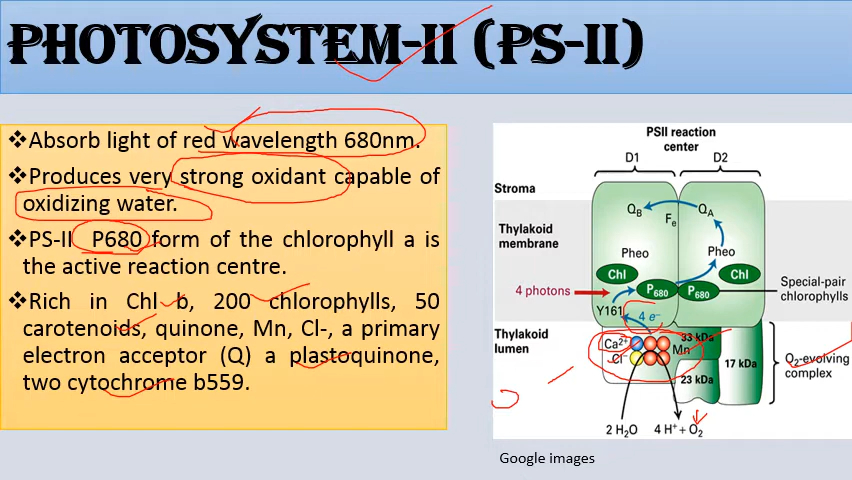 PHOTOSYSTEM-II (PS-II)
❖Absorb light of red wavelength 680nm.
❖Produces very strong oxidant capable of
oxidizing water.
❖PS-II P680 form of the chlorophyll a is
the active reaction centre.
❖Rich in Chl b, 200 chlorophylls, 50
carotenoids, quinone, Mn, Cl-, a primary
electron acceptor (Q) a plastoquinone,
two cytochrome b559.
PSII reaction
center
D1 D2
Stroma
QB Fe QA
Thylakoid
membrane
Pheo Pheo
Chl Chl
P680 P680
4 photons
Special-pair
chlorophylls
Y161
4 e⁻
Thylakoid
lumen
Ca²⁺
Cl⁻
Mn
33 kDa
23 kDa
17 kDa
O₂-evolving
complex
2 H₂O 4 H⁺ + O₂
Google images